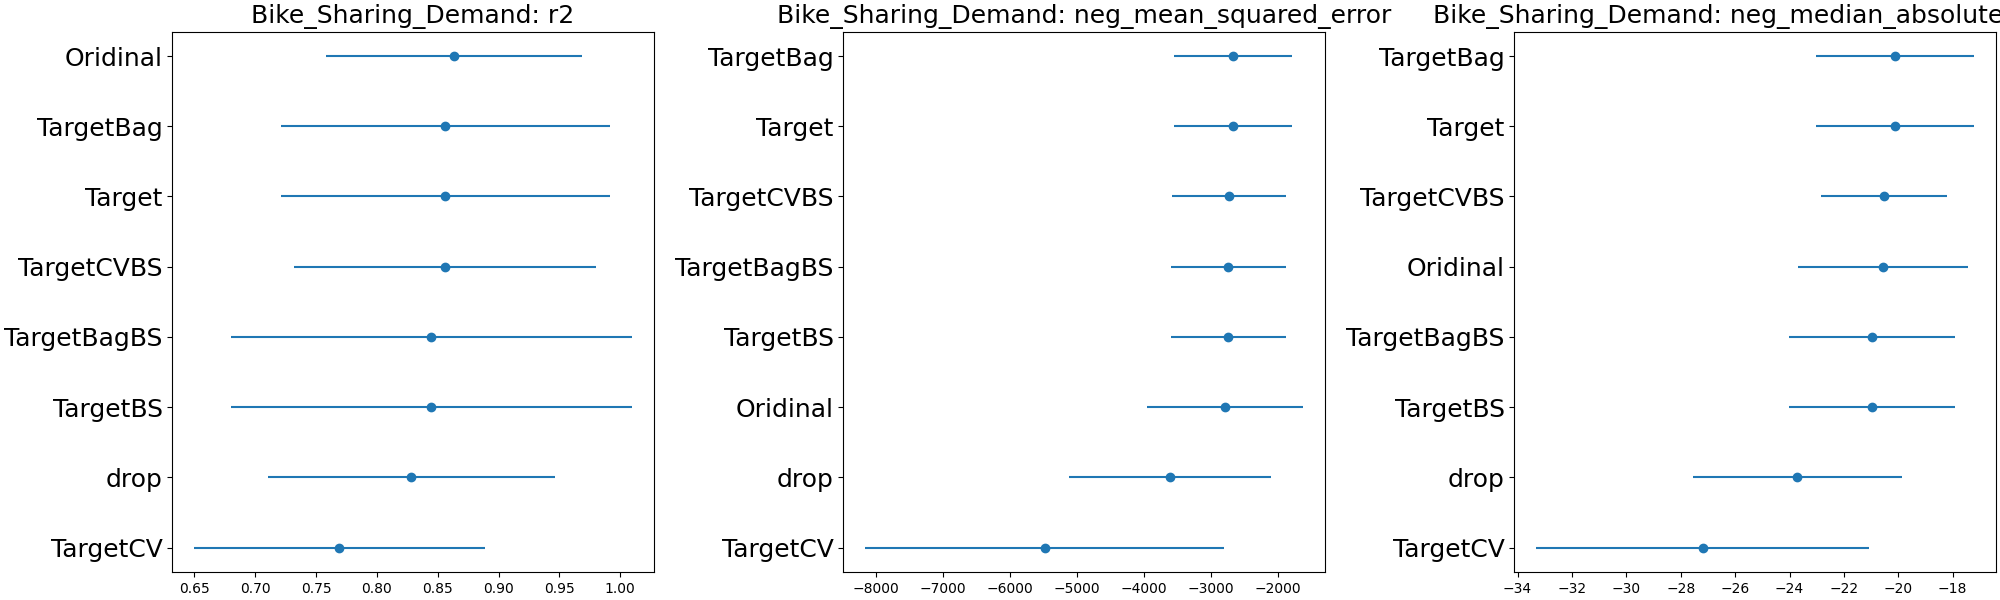 Bike_Sharing_Demand: r2
Oridinal
TargetBag
Target
TargetCVBS
TargetBagBS
TargetBS
drop
TargetCV
0.65 0.70 0.75 0.80 0.85 0.90 0.95 1.00
Bike_Sharing_Demand: neg_mean_squared_error
TargetBag
Target
TargetCVBS
TargetBagBS
TargetBS
Oridinal
drop
TargetCV
−8000 −7000 −6000 −5000 −4000 −3000 −2000
Bike_Sharing_Demand: neg_median_absolute
TargetBag
Target
TargetCVBS
Oridinal
TargetBagBS
TargetBS
drop
TargetCV
−34 −32 −30 −28 −26 −24 −22 −20 −18